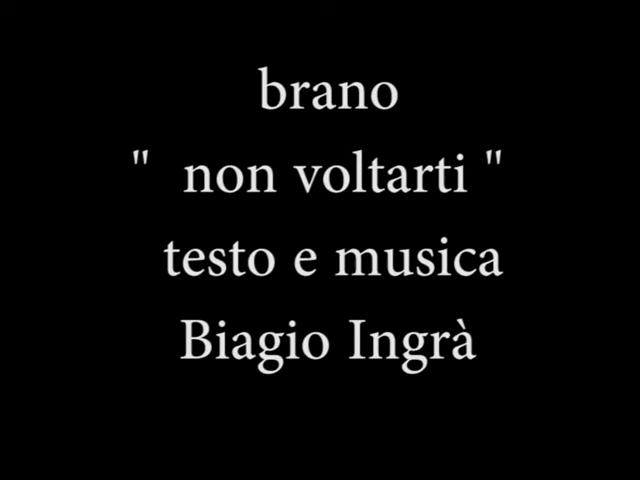 brano
" non voltarti "
testo e musica
Biagio Ingrà